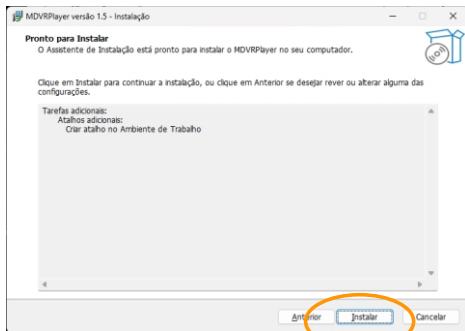 MDVRPlayer versão 1.5 - Instalação
Pronto para Instalar
O Assistente de Instalação está pronto para instalar o MDVRPlayer no seu computador.
Clique em Instalar para continuar a instalação, ou clique em Anterior se desejar rever ou alterar alguma das
configurações.
Tarefas adicionais:
Atalhos adicionais:
Criar atalho no Ambiente de Trabalho
Anterior Instalar Cancelar